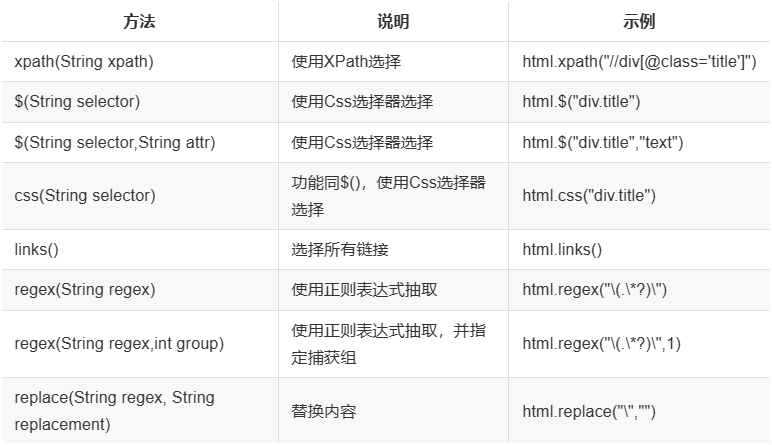 方法 说明 示例
xpath(String xpath) 使用XPath选择 html.xpath("//div[@class='title']")
$(String selector) 使用Css选择器选择 html.$("div.title")
$(String selector,String attr) 使用Css选择器选择 html.$("div.title","text")
css(String selector) 功能同$()，使用Css选择器 html.css("div.title")
选择
links() 选择所有链接 html.links()
regex(String regex) 使用正则表达式抽取 html.regex("\(.\*?)\")
regex(String regex,int group) 使用正则表达式抽取，并指 html.regex("\(.\*?)\",1)
定捕获组
replace(String regex, String 替换内容 html.replace("\","")
replacement)